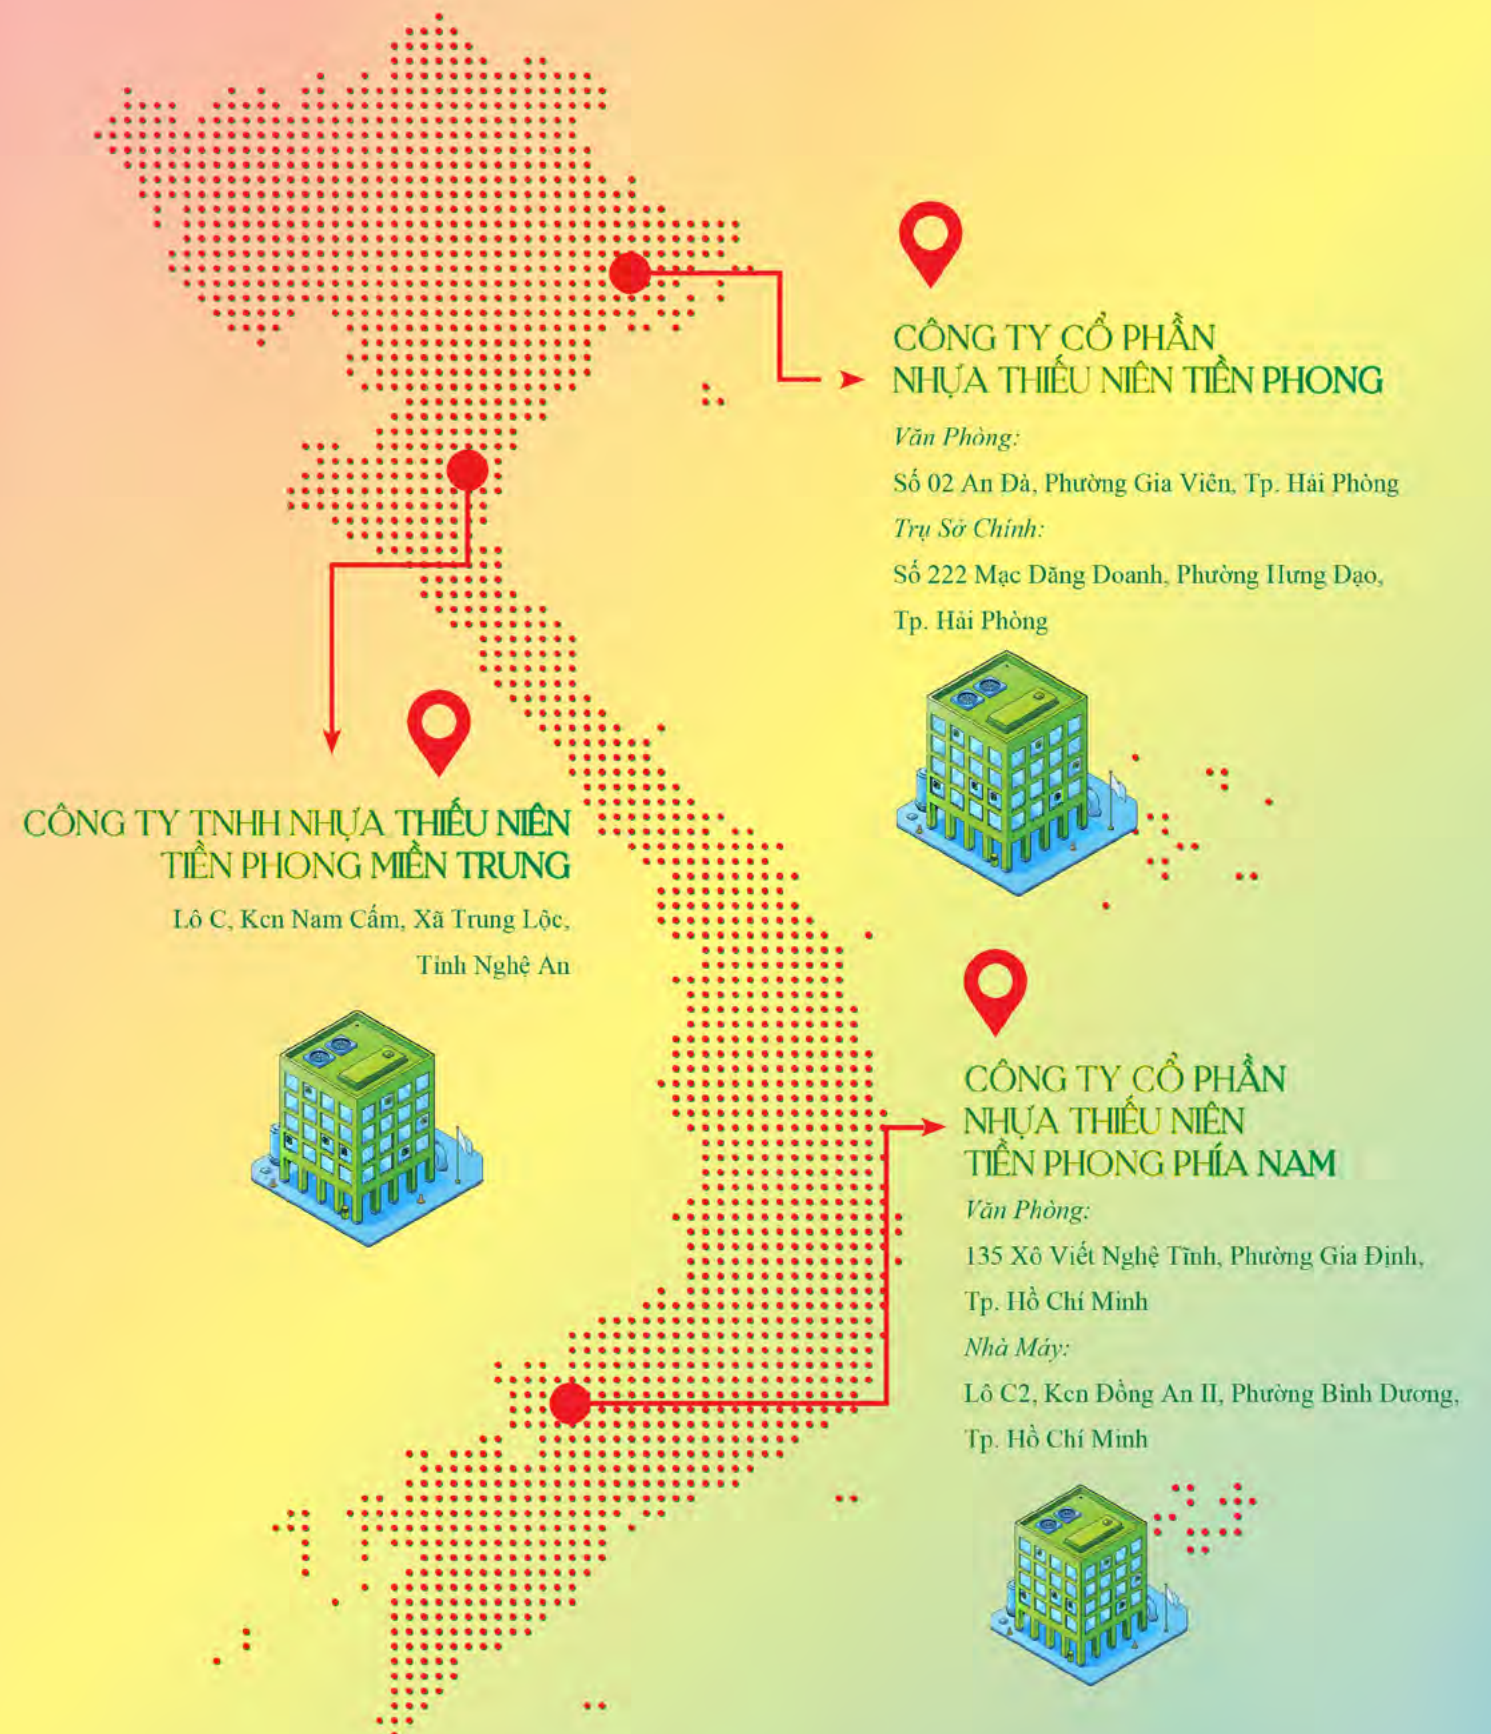 CÔNG TY CỔ PHẦN
NHỰA THIẾU NIÊN TIỀN PHONG
Văn Phòng:
Số 02 An Đà, Phường Gia Viên, Tp. Hải Phòng
Trụ Sở Chính:
Số 222 Mạc Đăng Doanh, Phường Hưng Đạo,
Tp. Hải Phòng
CÔNG TY TNHH NHỰA THIẾU NIÊN
TIỀN PHONG MIỀN TRUNG
Lô C, Kcn Nam Cấm, Xã Trung Lộc,
Tỉnh Nghệ An
CÔNG TY CỔ PHẦN
NHỰA THIẾU NIÊN
TIỀN PHONG PHÍA NAM
Văn Phòng:
135 Xô Viết Nghệ Tĩnh, Phường Gia Định,
Tp. Hồ Chí Minh
Nhà Máy:
Lô C2, Kcn Đồng An II, Phường Bình Dương,
Tp. Hồ Chí Minh